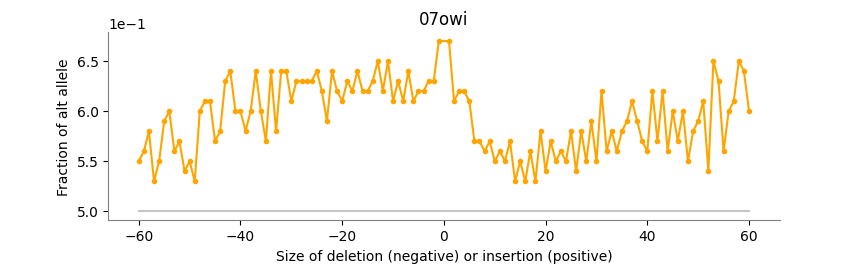 07owi
1e−1
Fraction of alt allele
6.5
6.0
5.5
5.0
−60
−40
−20
0
20
40
60
Size of deletion (negative) or insertion (positive)